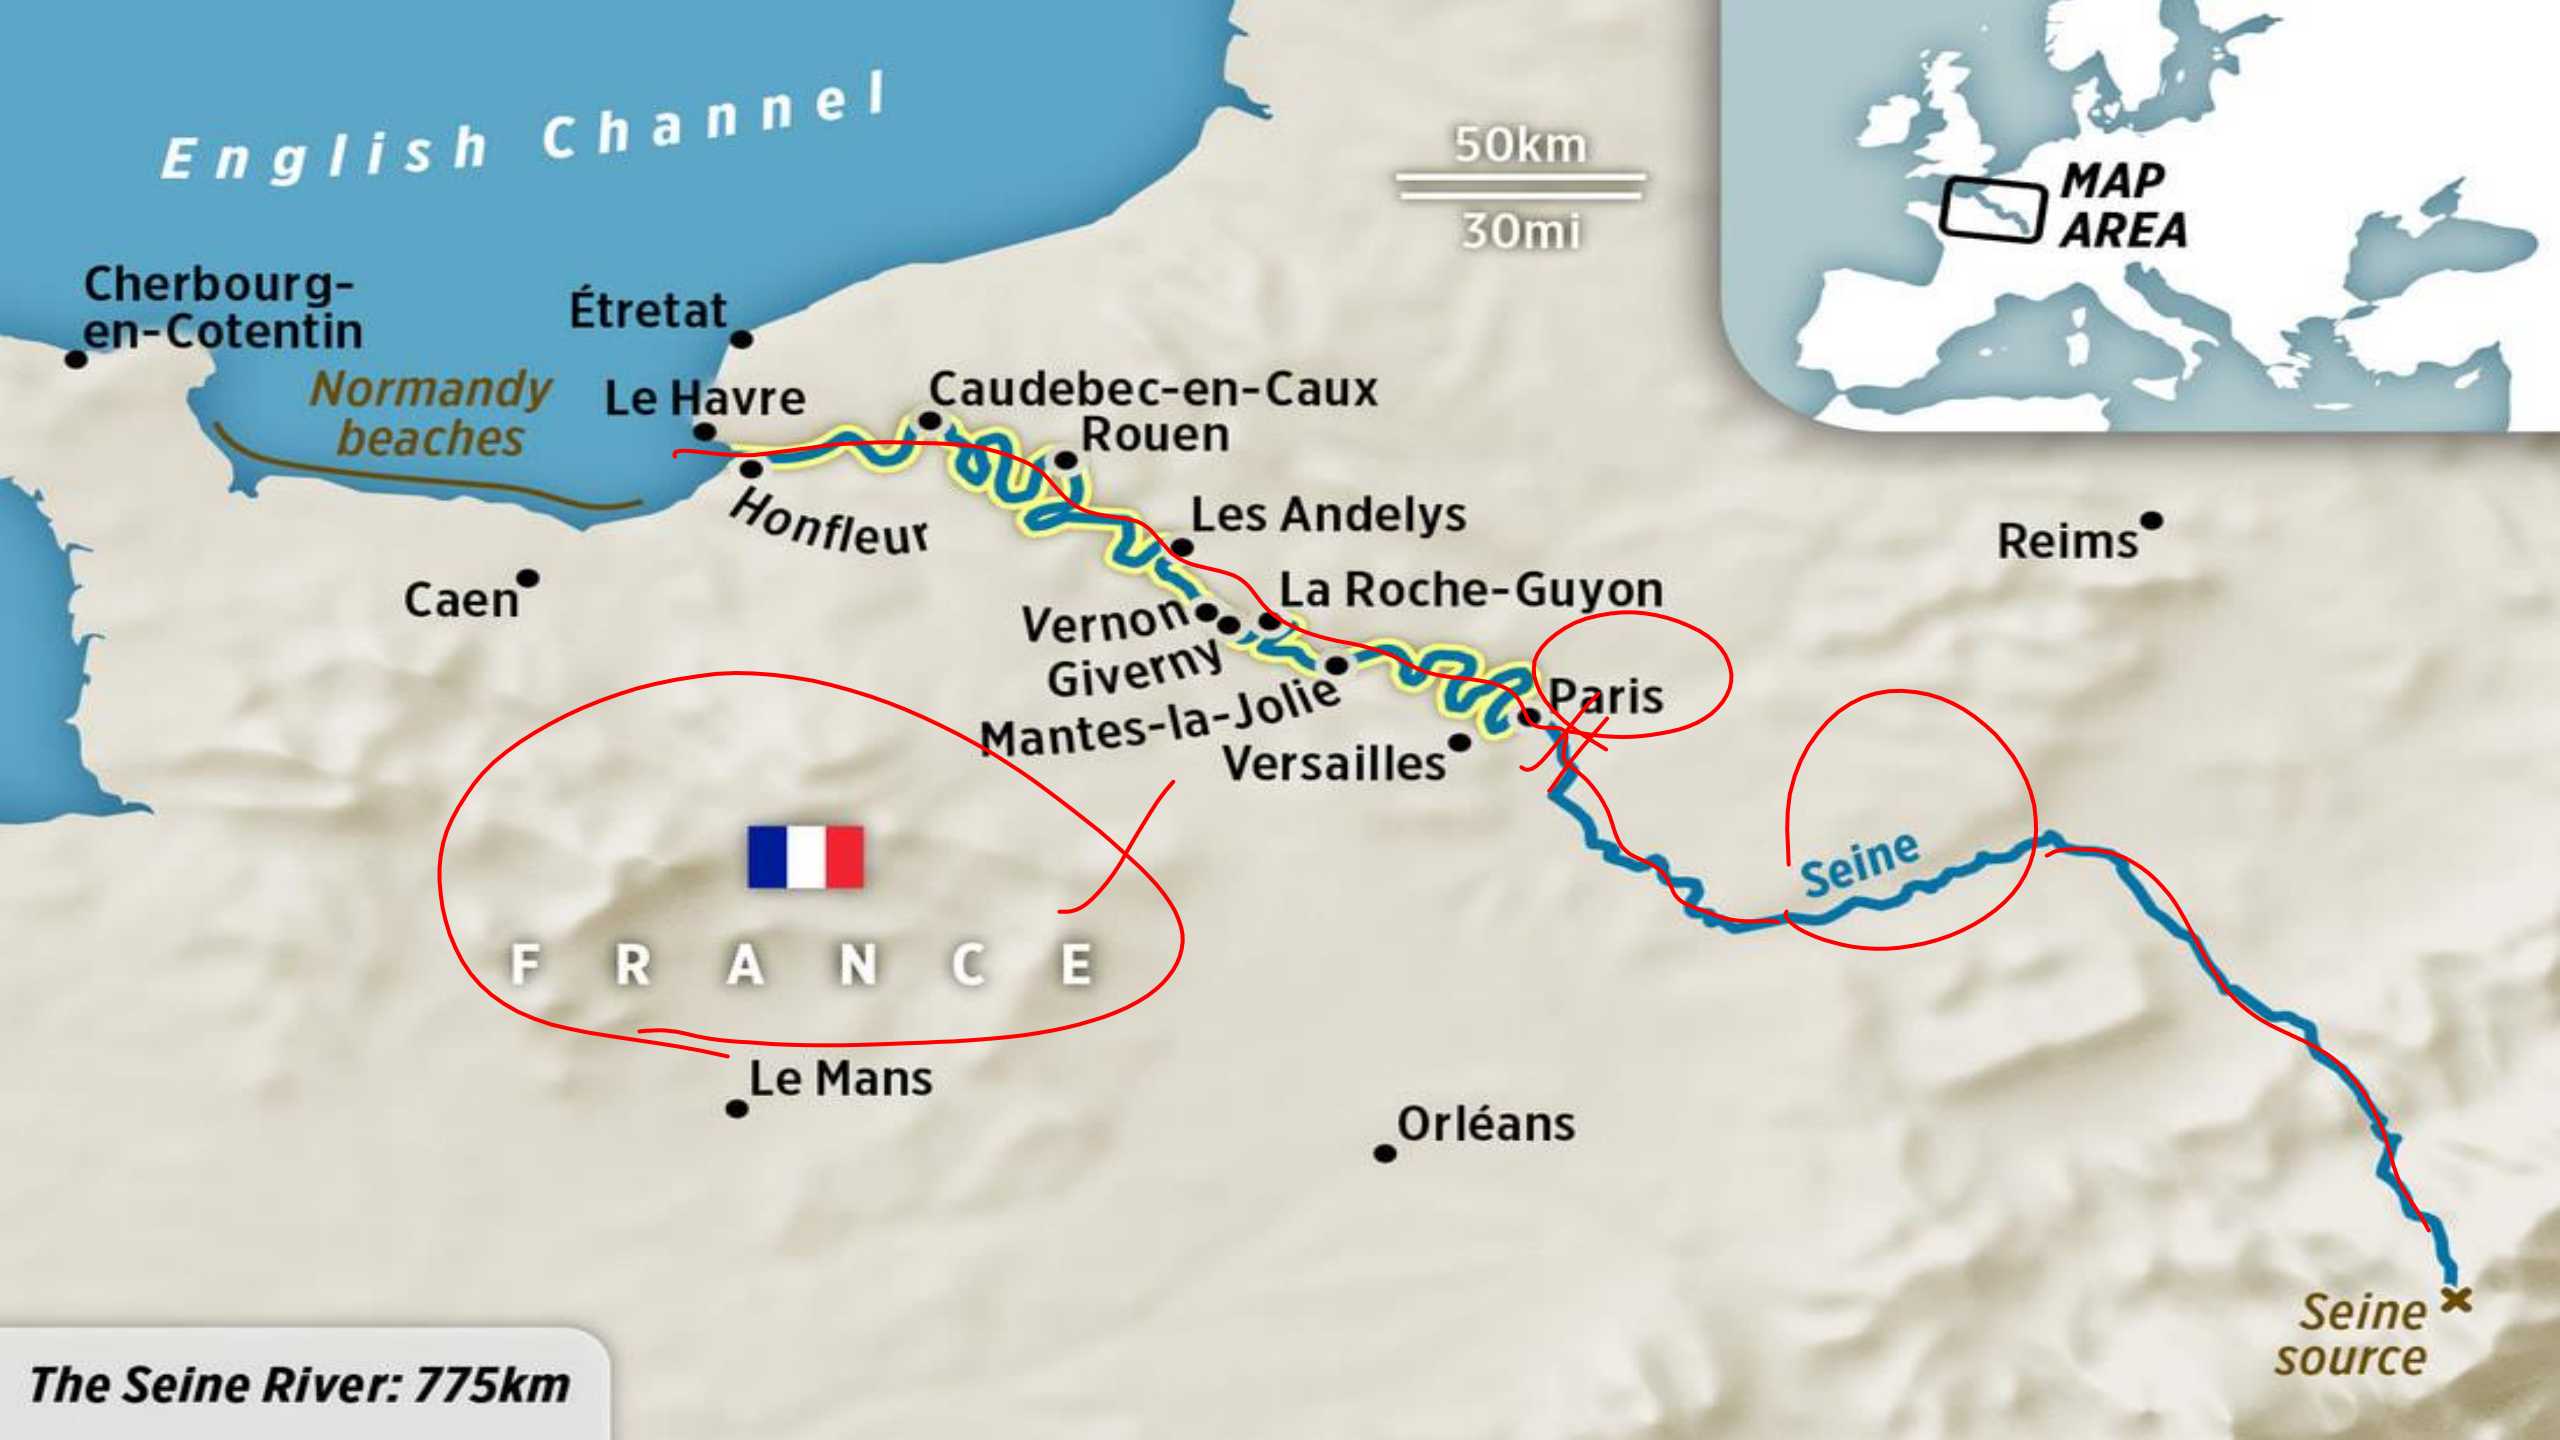 English Channel
50km
30mi
MAP
AREA
Cherbourg-
en-Cotentin
Étretat
Normandy
beaches
Le Havre
Caudebec-en-Caux
Rouen
Honfleur
Les Andelys
Reims
Caen
La Roche-Guyon
Vernon
Giverny
Mantes-la-Jolie
Paris
Versailles
Seine
FRANCE
Le Mans
Orléans
Seine
source
The Seine River: 775km